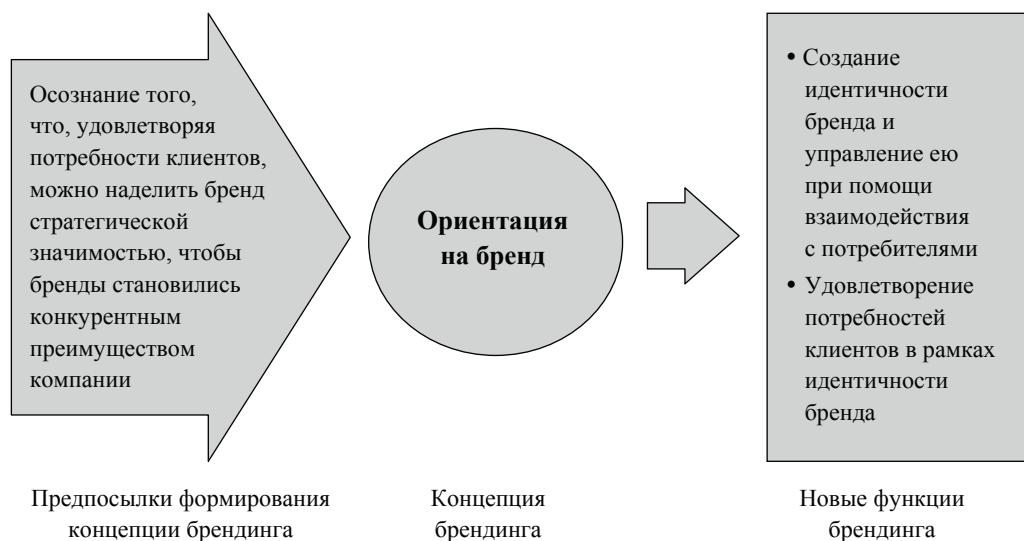 Осознание того,
что, удовлетворяя
потребности клиентов,
можно наделить бренд
стратегической
значимостью, чтобы
бренды становились
конкурентным
преимуществом
компании
Ориентация
на бренд
• Создание
идентичности
бренда и
управление ею
при помощи
взаимодействия
с потребителями
• Удовлетворение
потребностей
клиентов в рамках
идентичности
бренда
Предпосылки формирования
концепции брендинга
Концепция
брендинга
Новые функции
брендинга